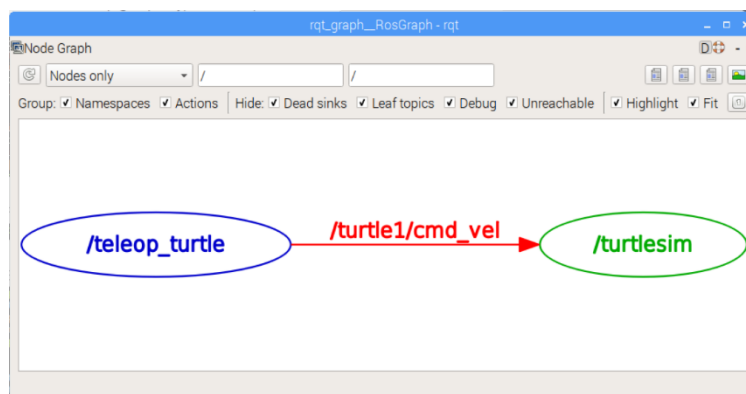 rqt_graph__RosGraph - rqt
Node Graph
D
-
Nodes only
/
/
Group: Namespaces Actions Hide: Dead sinks Leaf topics Debug Unreachable Highlight Fit
/teleop_turtle
/turtle1/cmd_vel
/turtlesim